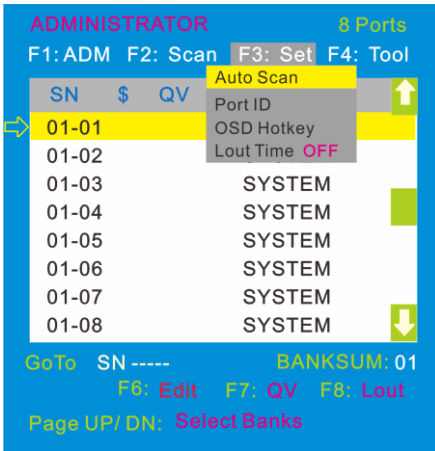 ADMINISTRATOR 8 Ports
F1: ADM F2: Scan F3: Set F4: Tool
Auto Scan
SN $ QV
Port ID
01-01
OSD Hotkey
01-02
Lout Time OFF
01-03 SYSTEM
01-04 SYSTEM
01-05 SYSTEM
01-06 SYSTEM
01-07 SYSTEM
01-08 SYSTEM
GoTo SN ----- BANKSUM: 01
F6: Edit F7: QV F8: Lout
Page UP/ DN: Select Banks